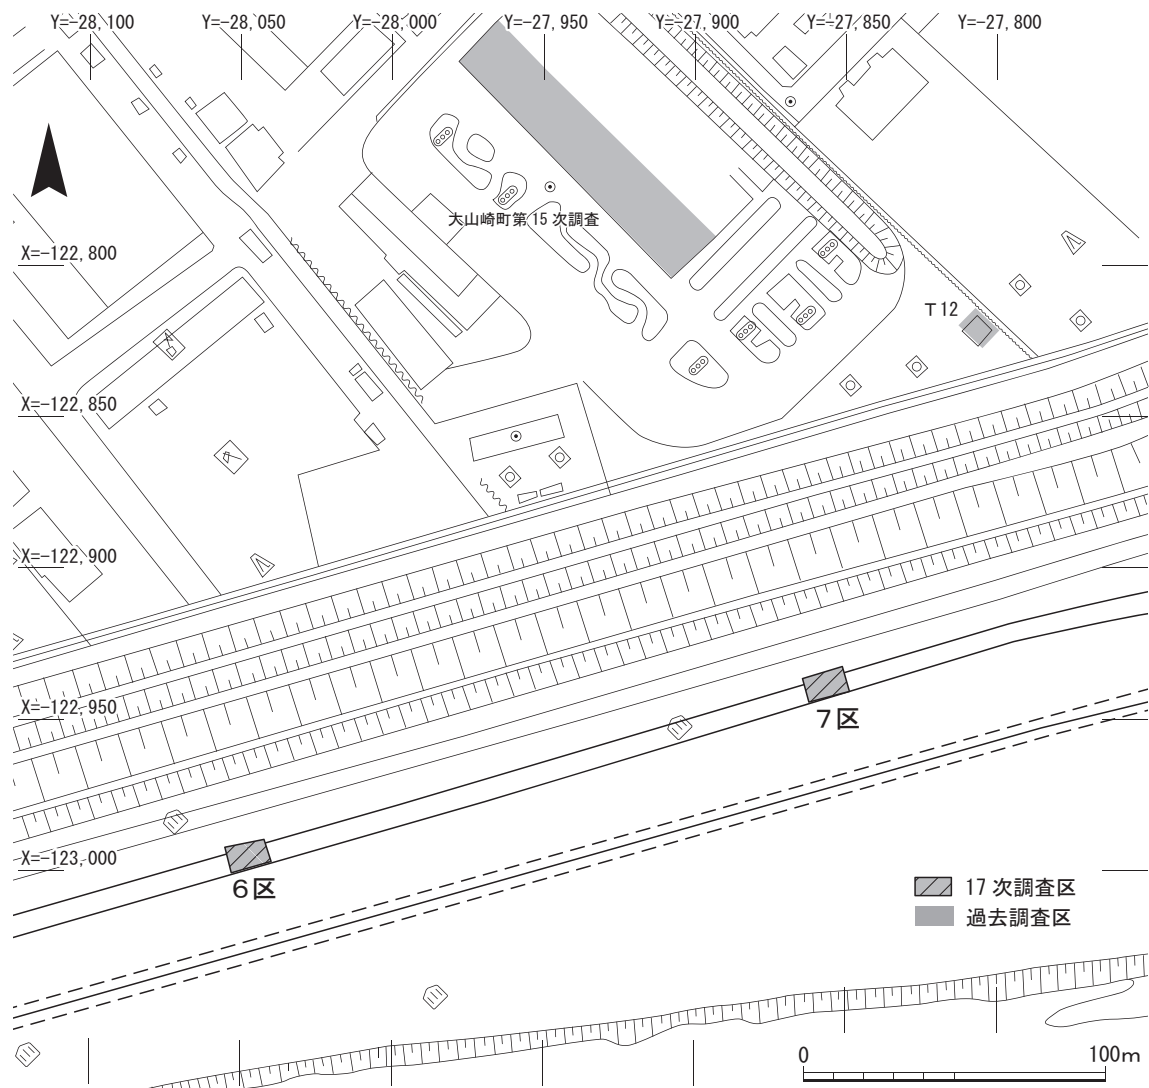 Y=-28,100
Y=-28,050
Y=-28,000
Y=-27,950
Y=-27,900
Y=-27,850
Y=-27,800
大山崎町第15次調査
X=-122,800
T12
X=-122,850
X=-122,900
X=-122,950
7区
X=-123,000
6区
17次調査区
過去調査区
0
100m